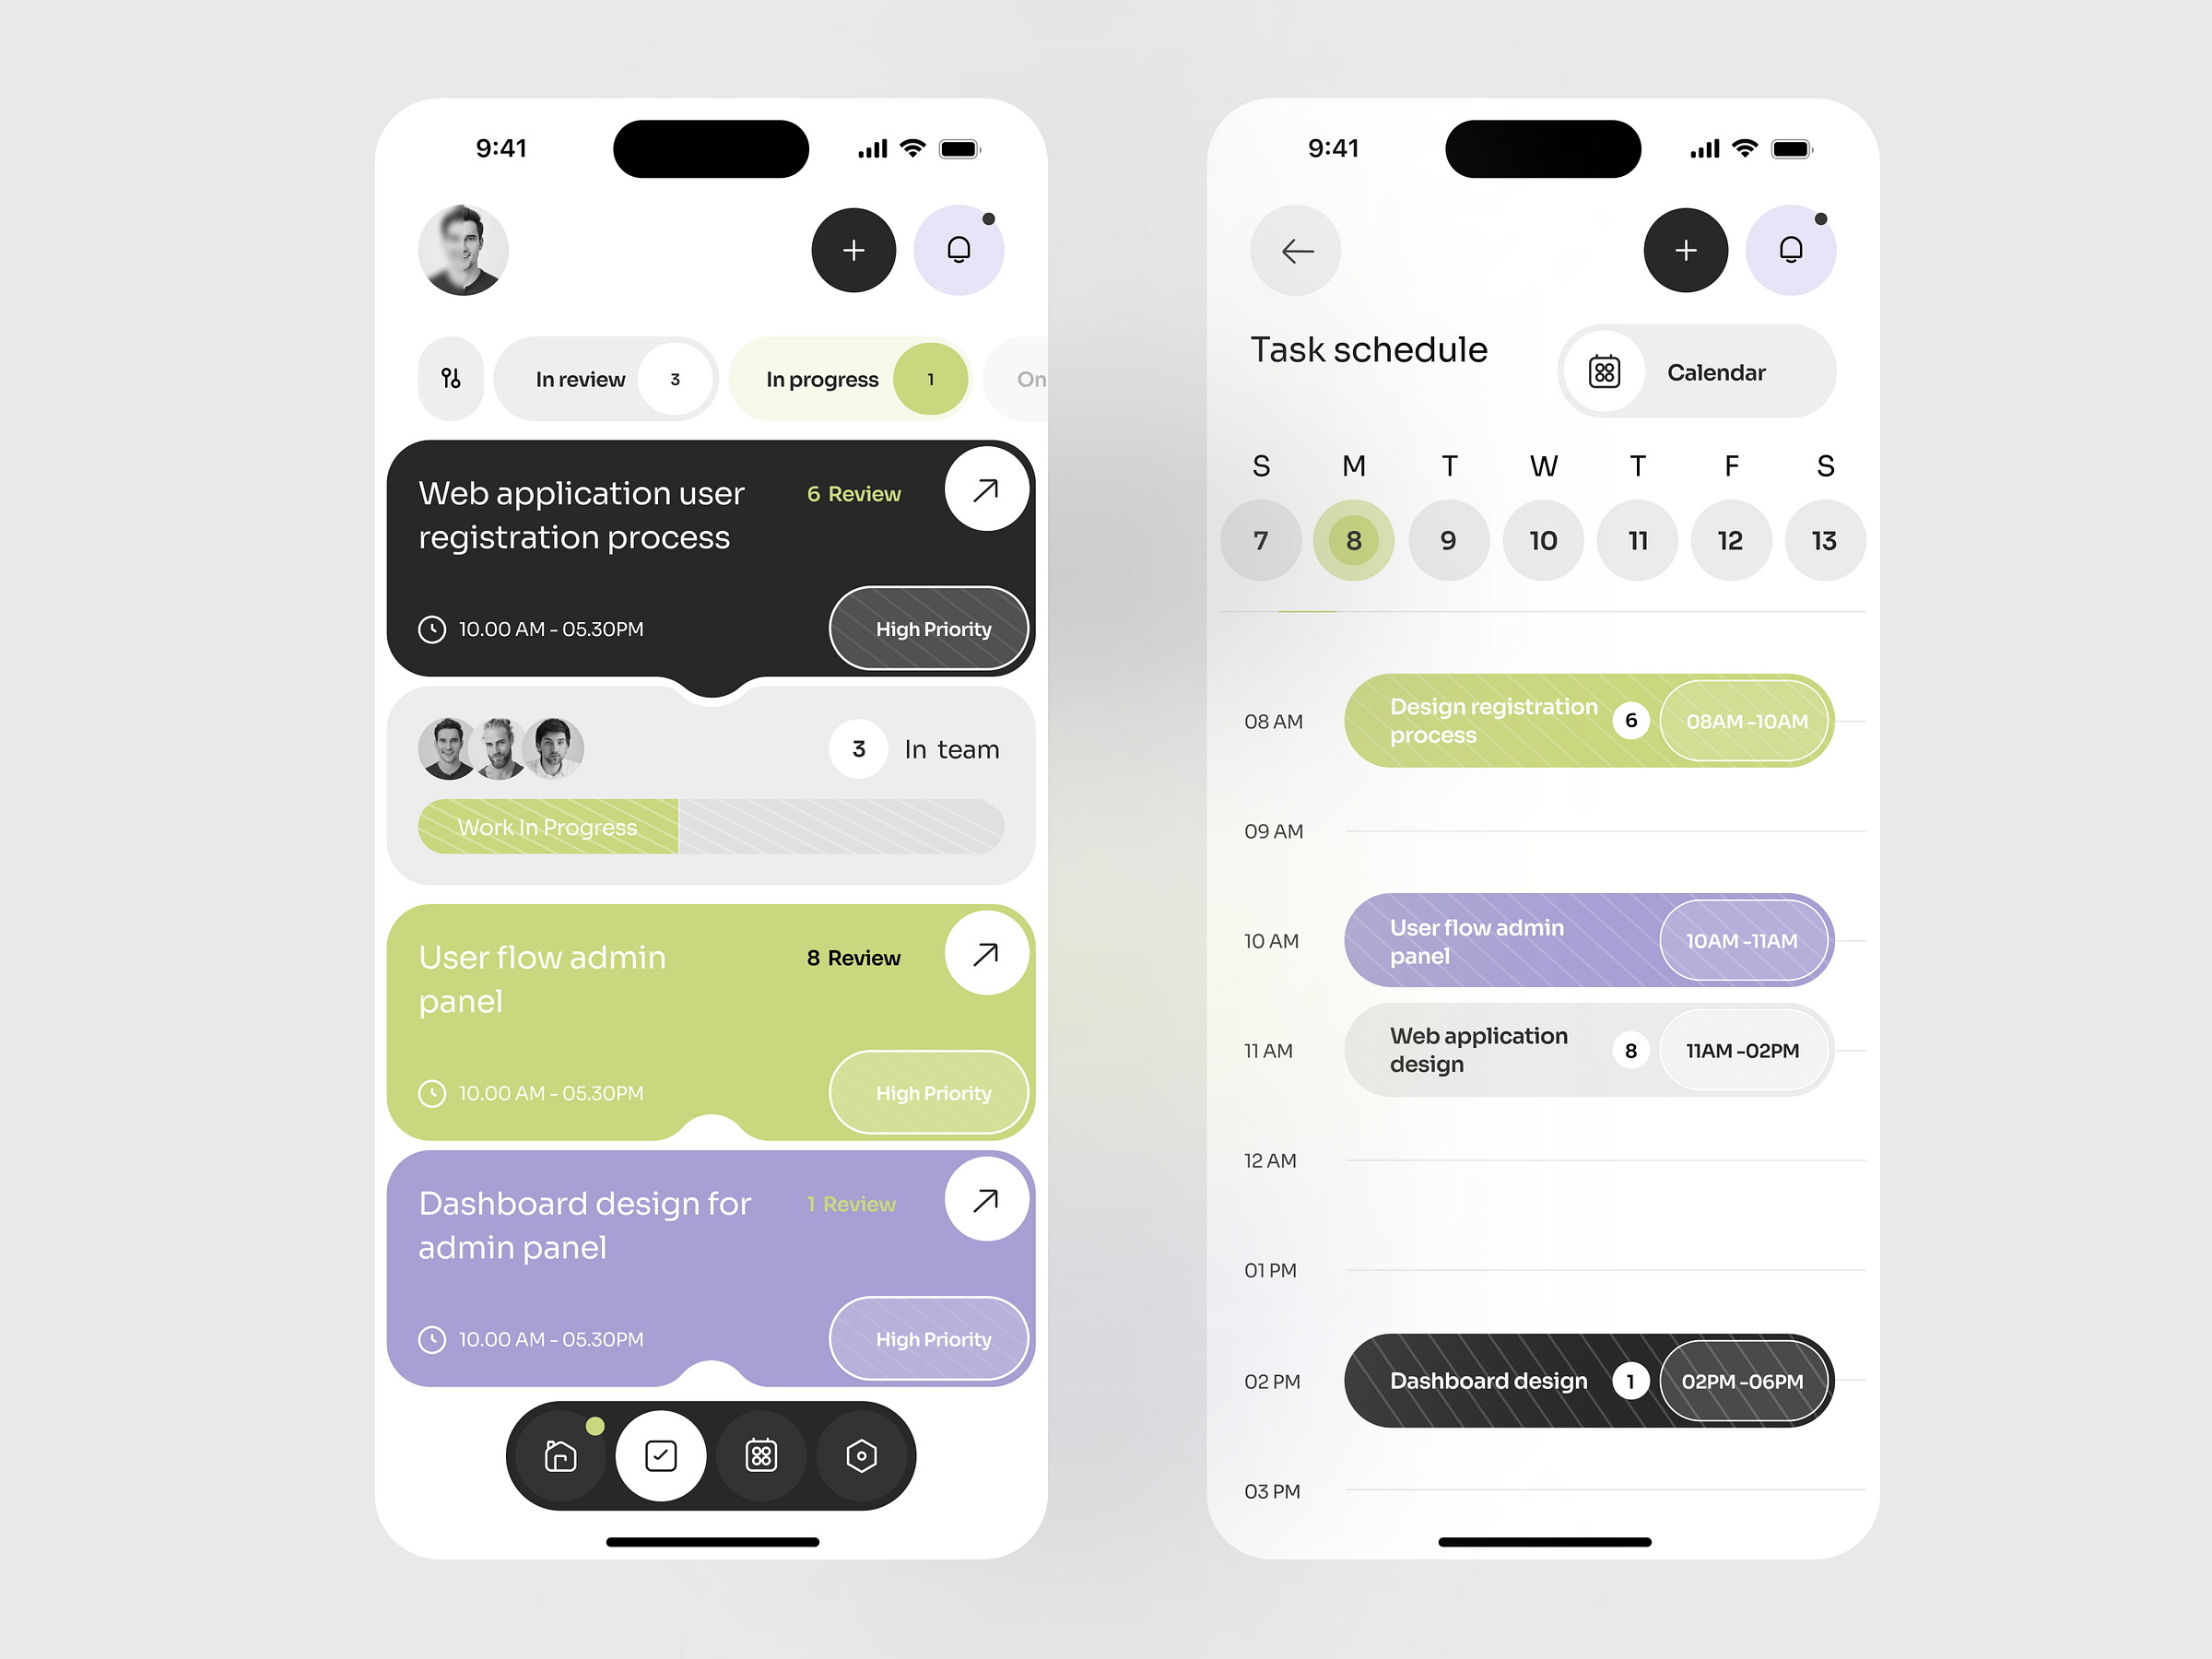 9:41
In review 3
In progress 1
On
Web application user
registration process
6 Review
10.00 AM - 05.30PM
High Priority
3 In team
Work In Progress
User flow admin
panel
8 Review
10.00 AM - 05.30PM
High Priority
Dashboard design for
admin panel
1 Review
10.00 AM - 05.30PM
High Priority
9:41
Task schedule
Calendar
S M T W T F S
7 8 9 10 11 12 13
08 AM
Design registration
process
6
08AM -10AM
09 AM
10 AM
User flow admin
panel
10AM -11AM
11 AM
Web application
design
8
11AM -02PM
12 AM
01 PM
02 PM
Dashboard design
1
02PM -06PM
03 PM